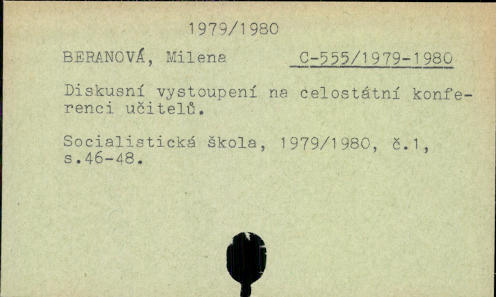 1979/1980
BERANOVÁ, Milena C-555/1979-1980
Diskusní vystoupení na celostátní konfe-
renci učitelů.
Socialistická škola, 1979/1980, č.1,
s.46-48.